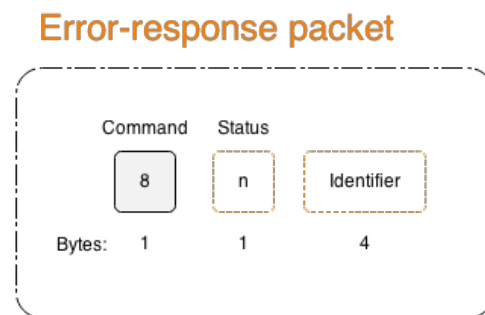 Error-response packet
Command Status
8 n Identifier
Bytes: 1 1 4